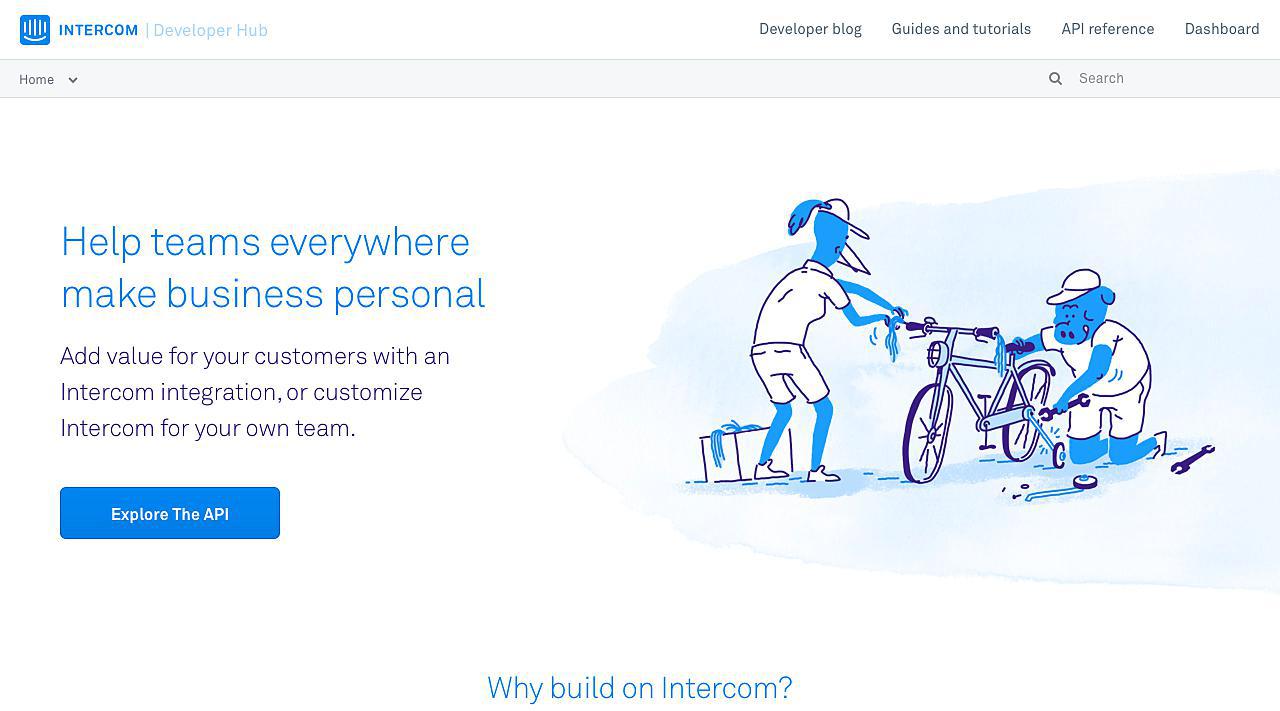 INTERCOM | Developer Hub
Developer blog
Guides and tutorials
API reference
Dashboard
Home
Search
Help teams everywhere
make business personal
Add value for your customers with an
Intercom integration, or customize
Intercom for your own team.
Explore The API
Why build on Intercom?